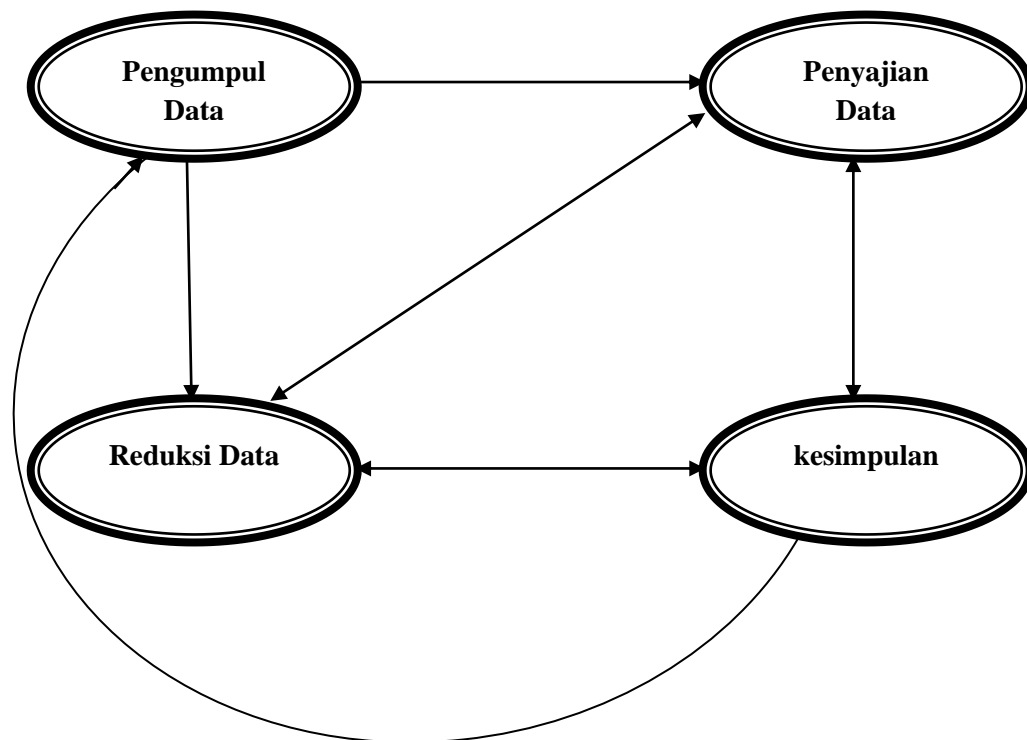 Pengumpul
Data
Penyajian
Data
Reduksi Data
kesimpulan